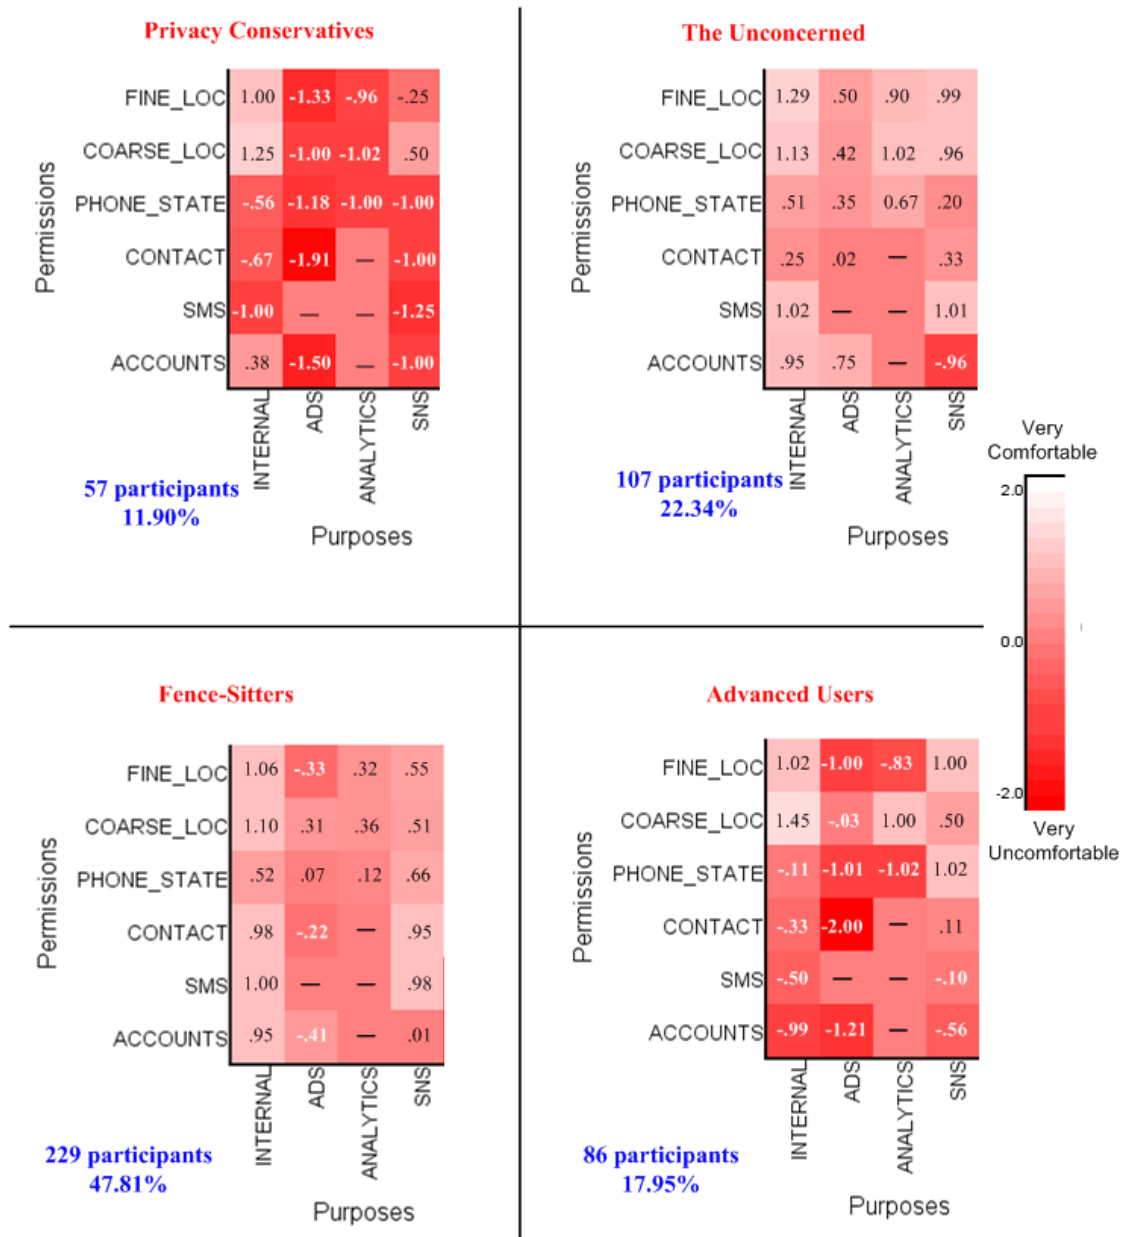 Privacy Conservatives
Permissions
FINE_LOC 1.00 -1.33 -.96 -.25
COARSE_LOC 1.25 -1.00 -1.02 .50
PHONE_STATE -.56 -1.18 -1.00 -1.00
CONTACT -.67 -1.91 — -1.00
SMS -1.00 — — -1.25
ACCOUNTS .38 -1.50 — -1.00
INTERNAL ADS ANALYTICS SNS
57 participants
11.90%
Purposes
The Unconcerned
Permissions
FINE_LOC 1.29 .50 .90 .99
COARSE_LOC 1.13 .42 1.02 .96
PHONE_STATE .51 .35 0.67 .20
CONTACT .25 .02 — .33
SMS 1.02 — — 1.01
ACCOUNTS .95 .75 — -.96
INTERNAL ADS ANALYTICS SNS
107 participants
22.34%
Purposes
Very
Comfortable
2.0
0.0
-2.0
Very
Uncomfortable
Fence-Sitters
Permissions
FINE_LOC 1.06 -.33 .32 .55
COARSE_LOC 1.10 .31 .36 .51
PHONE_STATE .52 .07 .12 .66
CONTACT .98 -.22 — .95
SMS 1.00 — — .98
ACCOUNTS .95 -.41 — .01
INTERNAL ADS ANALYTICS SNS
229 participants
47.81%
Purposes
Advanced Users
Permissions
FINE_LOC 1.02 -1.00 -.83 1.00
COARSE_LOC 1.45 -.03 1.00 .50
PHONE_STATE -.11 -1.01 -1.02 1.02
CONTACT -.33 -2.00 — .11
SMS -.50 — — -.10
ACCOUNTS -.99 -1.21 — -.56
INTERNAL ADS ANALYTICS SNS
86 participants
17.95%
Purposes